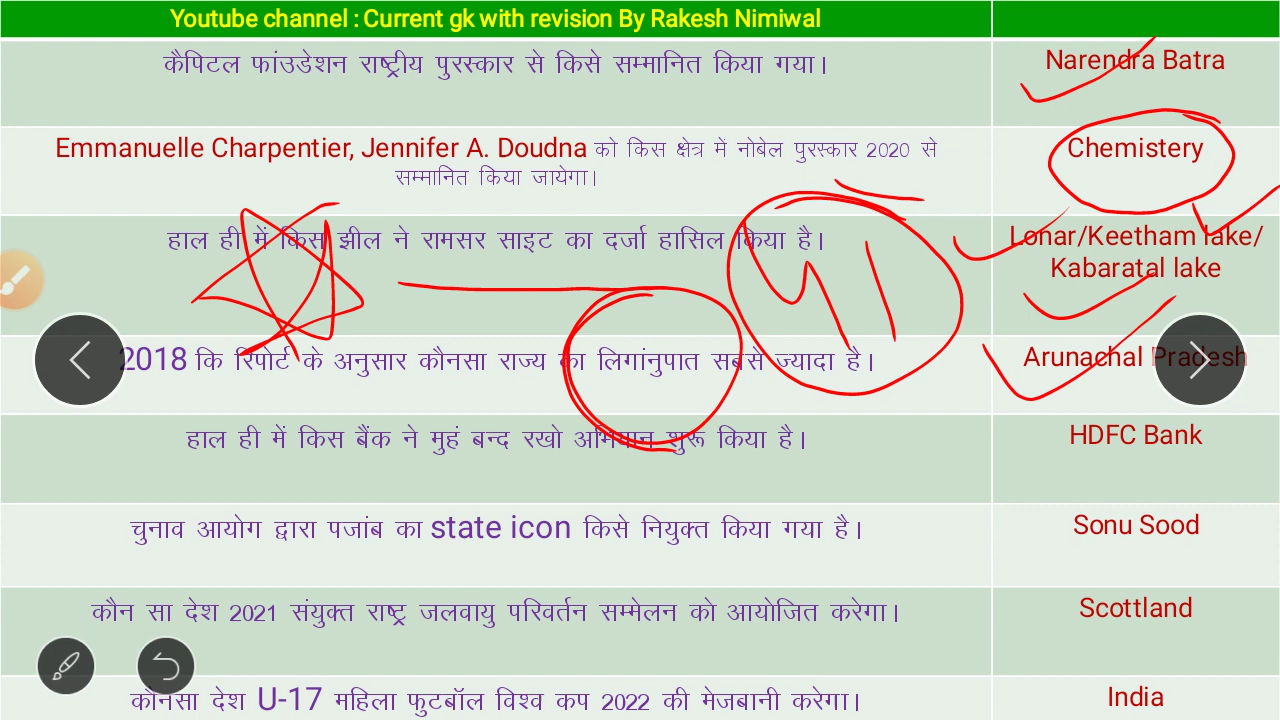 Youtube channel : Current gk with revision By Rakesh Nimiwal
कैपिटल फांउडेशन राष्ट्रीय पुरस्कार से किसे सम्मानित किया गया।
Narendra Batra
Emmanuelle Charpentier, Jennifer A. Doudna को किस क्षेत्र में नोबेल पुरस्कार 2020 से
सम्मानित किया जायेगा।
Chemistery
हाल ही में किस झील ने रामसर साइट का दर्जा हासिल किया है।
Lonar/Keetham lake/
Kabaratal lake
41
2018 कि रिपोर्ट के अनुसार कौनसा राज्य का लिगांनुपात सबसे ज्यादा है।
Arunachal Pradesh
हाल ही में किस बैंक ने मुहं बन्द रखो अभियान शुरू किया है।
HDFC Bank
चुनाव आयोग द्वारा पजांब का state icon किसे नियुक्त किया गया है।
Sonu Sood
कौन सा देश 2021 संयुक्त राष्ट्र जलवायु परिवर्तन सम्मेलन को आयोजित करेगा।
Scottland
कौनसा देश U-17 महिला फुटबॉल विश्व कप 2022 की मेजबानी करेगा।
India